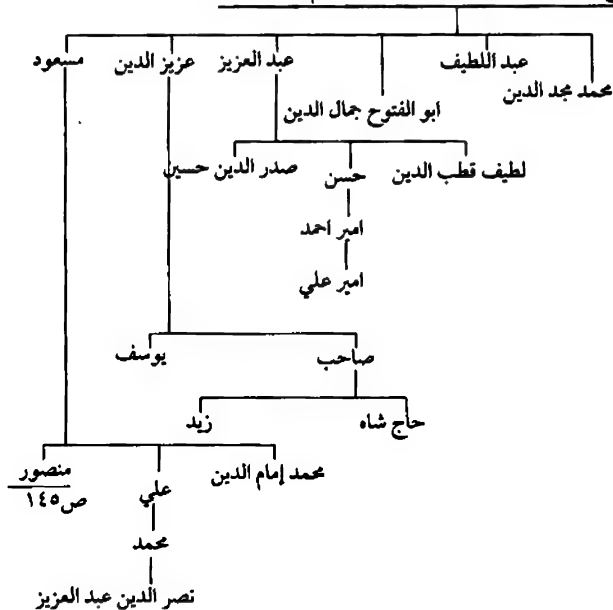 محمد مجد الدين
عبد اللطيف
ابو الفتوح جمال الدين
عبد العزيز
عزيز الدين
مسعود
لطيف قطب الدين
حسن
صدر الدين حسين
امير احمد
امير علي
صاحب
يوسف
حاج شاه
زيد
محمد إمام الدين
علي
منصور
ص١٤٥
محمد
نصر الدين عبد العزيز